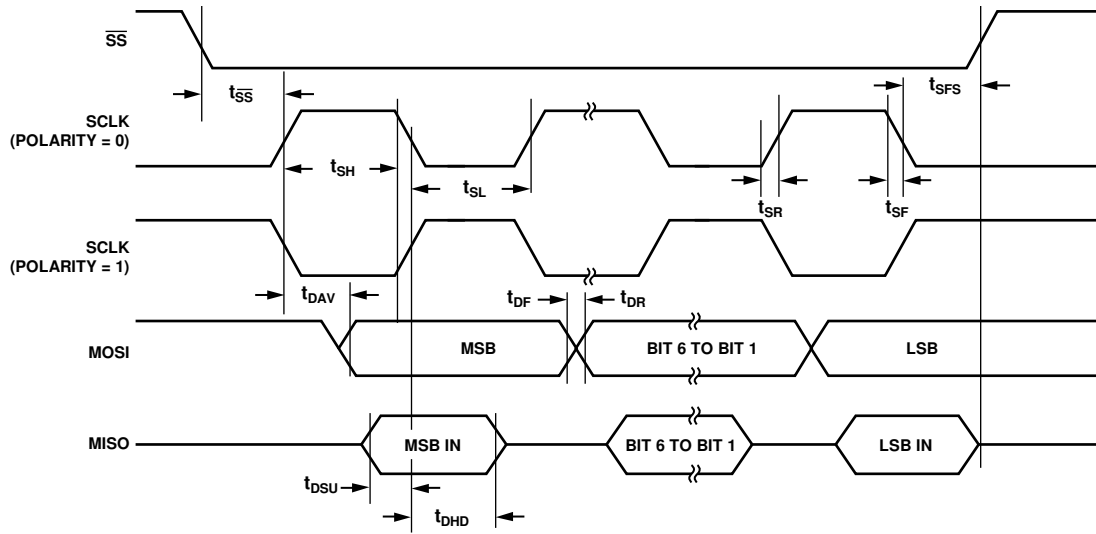 SS
tSS
tSFS
SCLK
(POLARITY = 0)
tSH
tSL
tSR
tSF
SCLK
(POLARITY = 1)
tDAV
tDF
tDR
MOSI
MSB
BIT 6 TO BIT 1
LSB
MISO
MSB IN
BIT 6 TO BIT 1
LSB IN
tDSU
tDHD